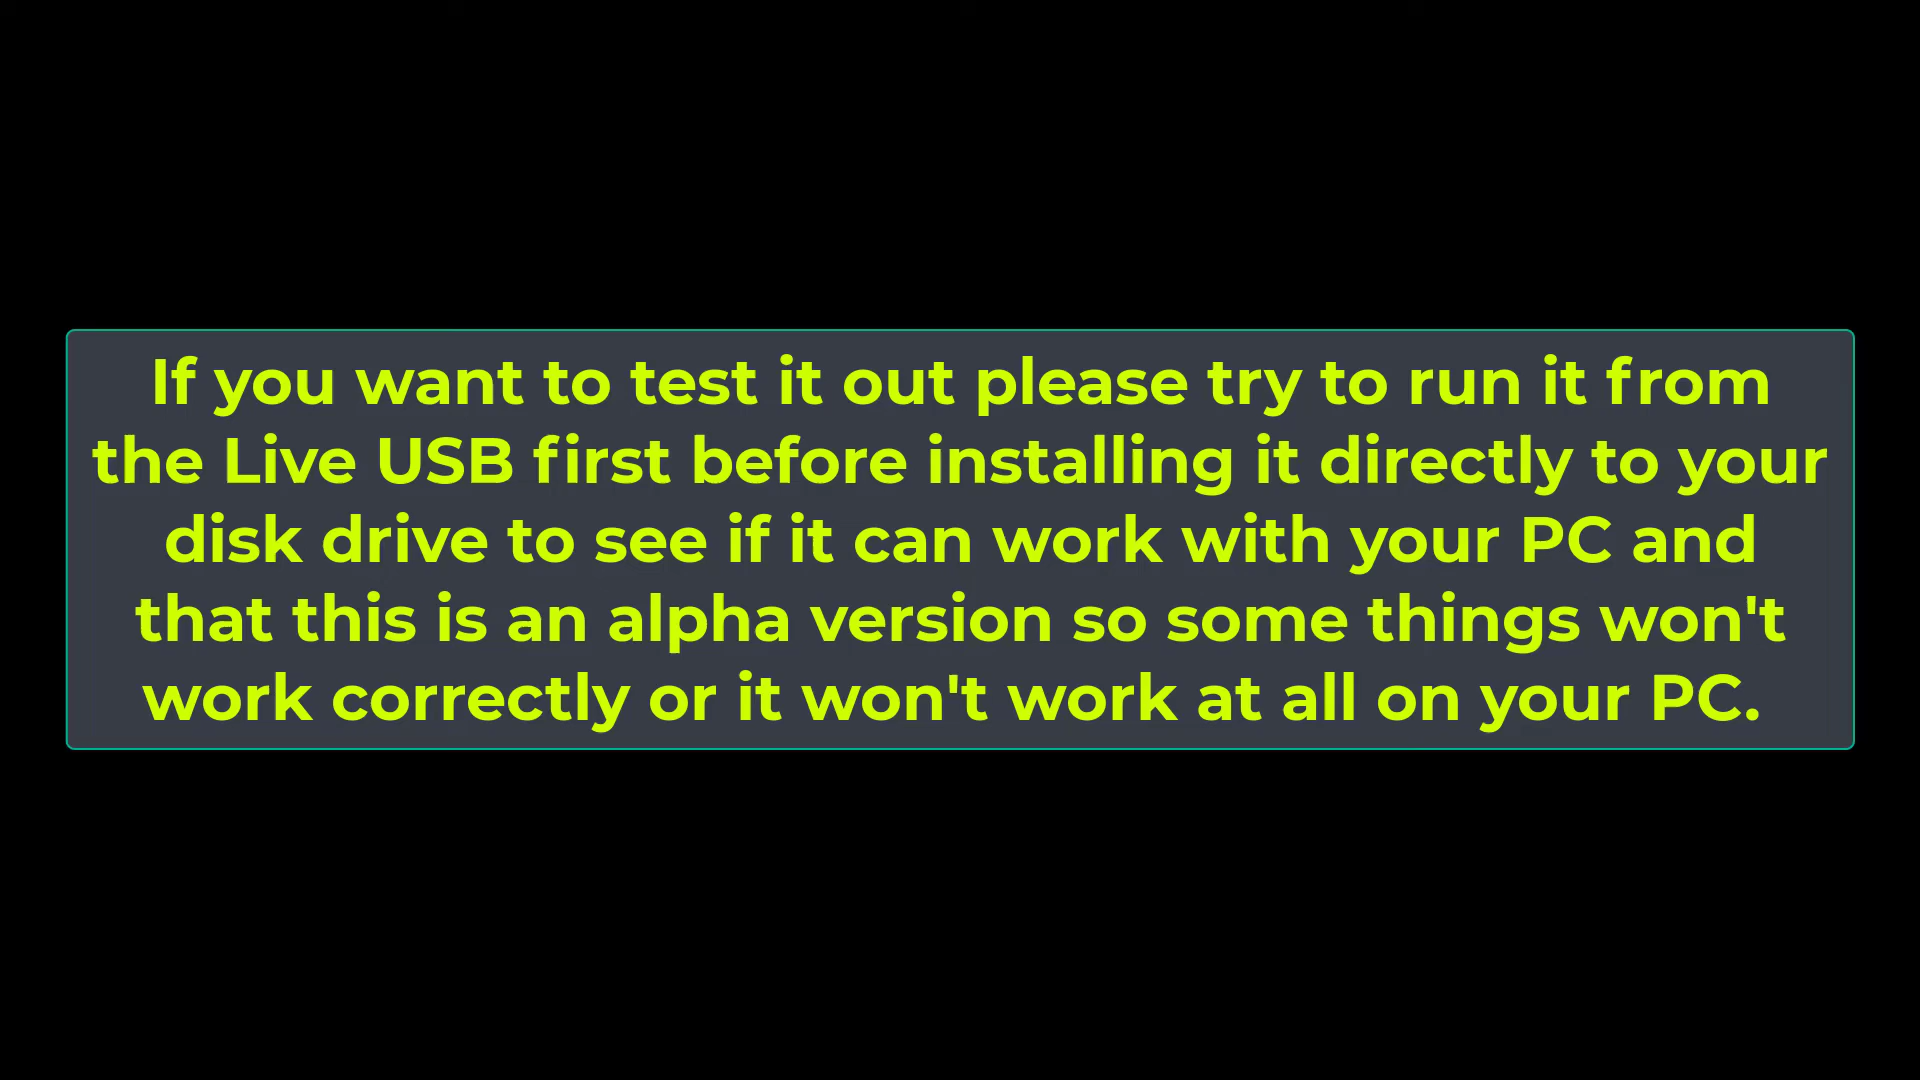 If you want to test it out please try to run it from
the Live USB first before installing it directly to your
disk drive to see if it can work with your PC and
that this is an alpha version so some things won't
work correctly or it won't work at all on your PC.